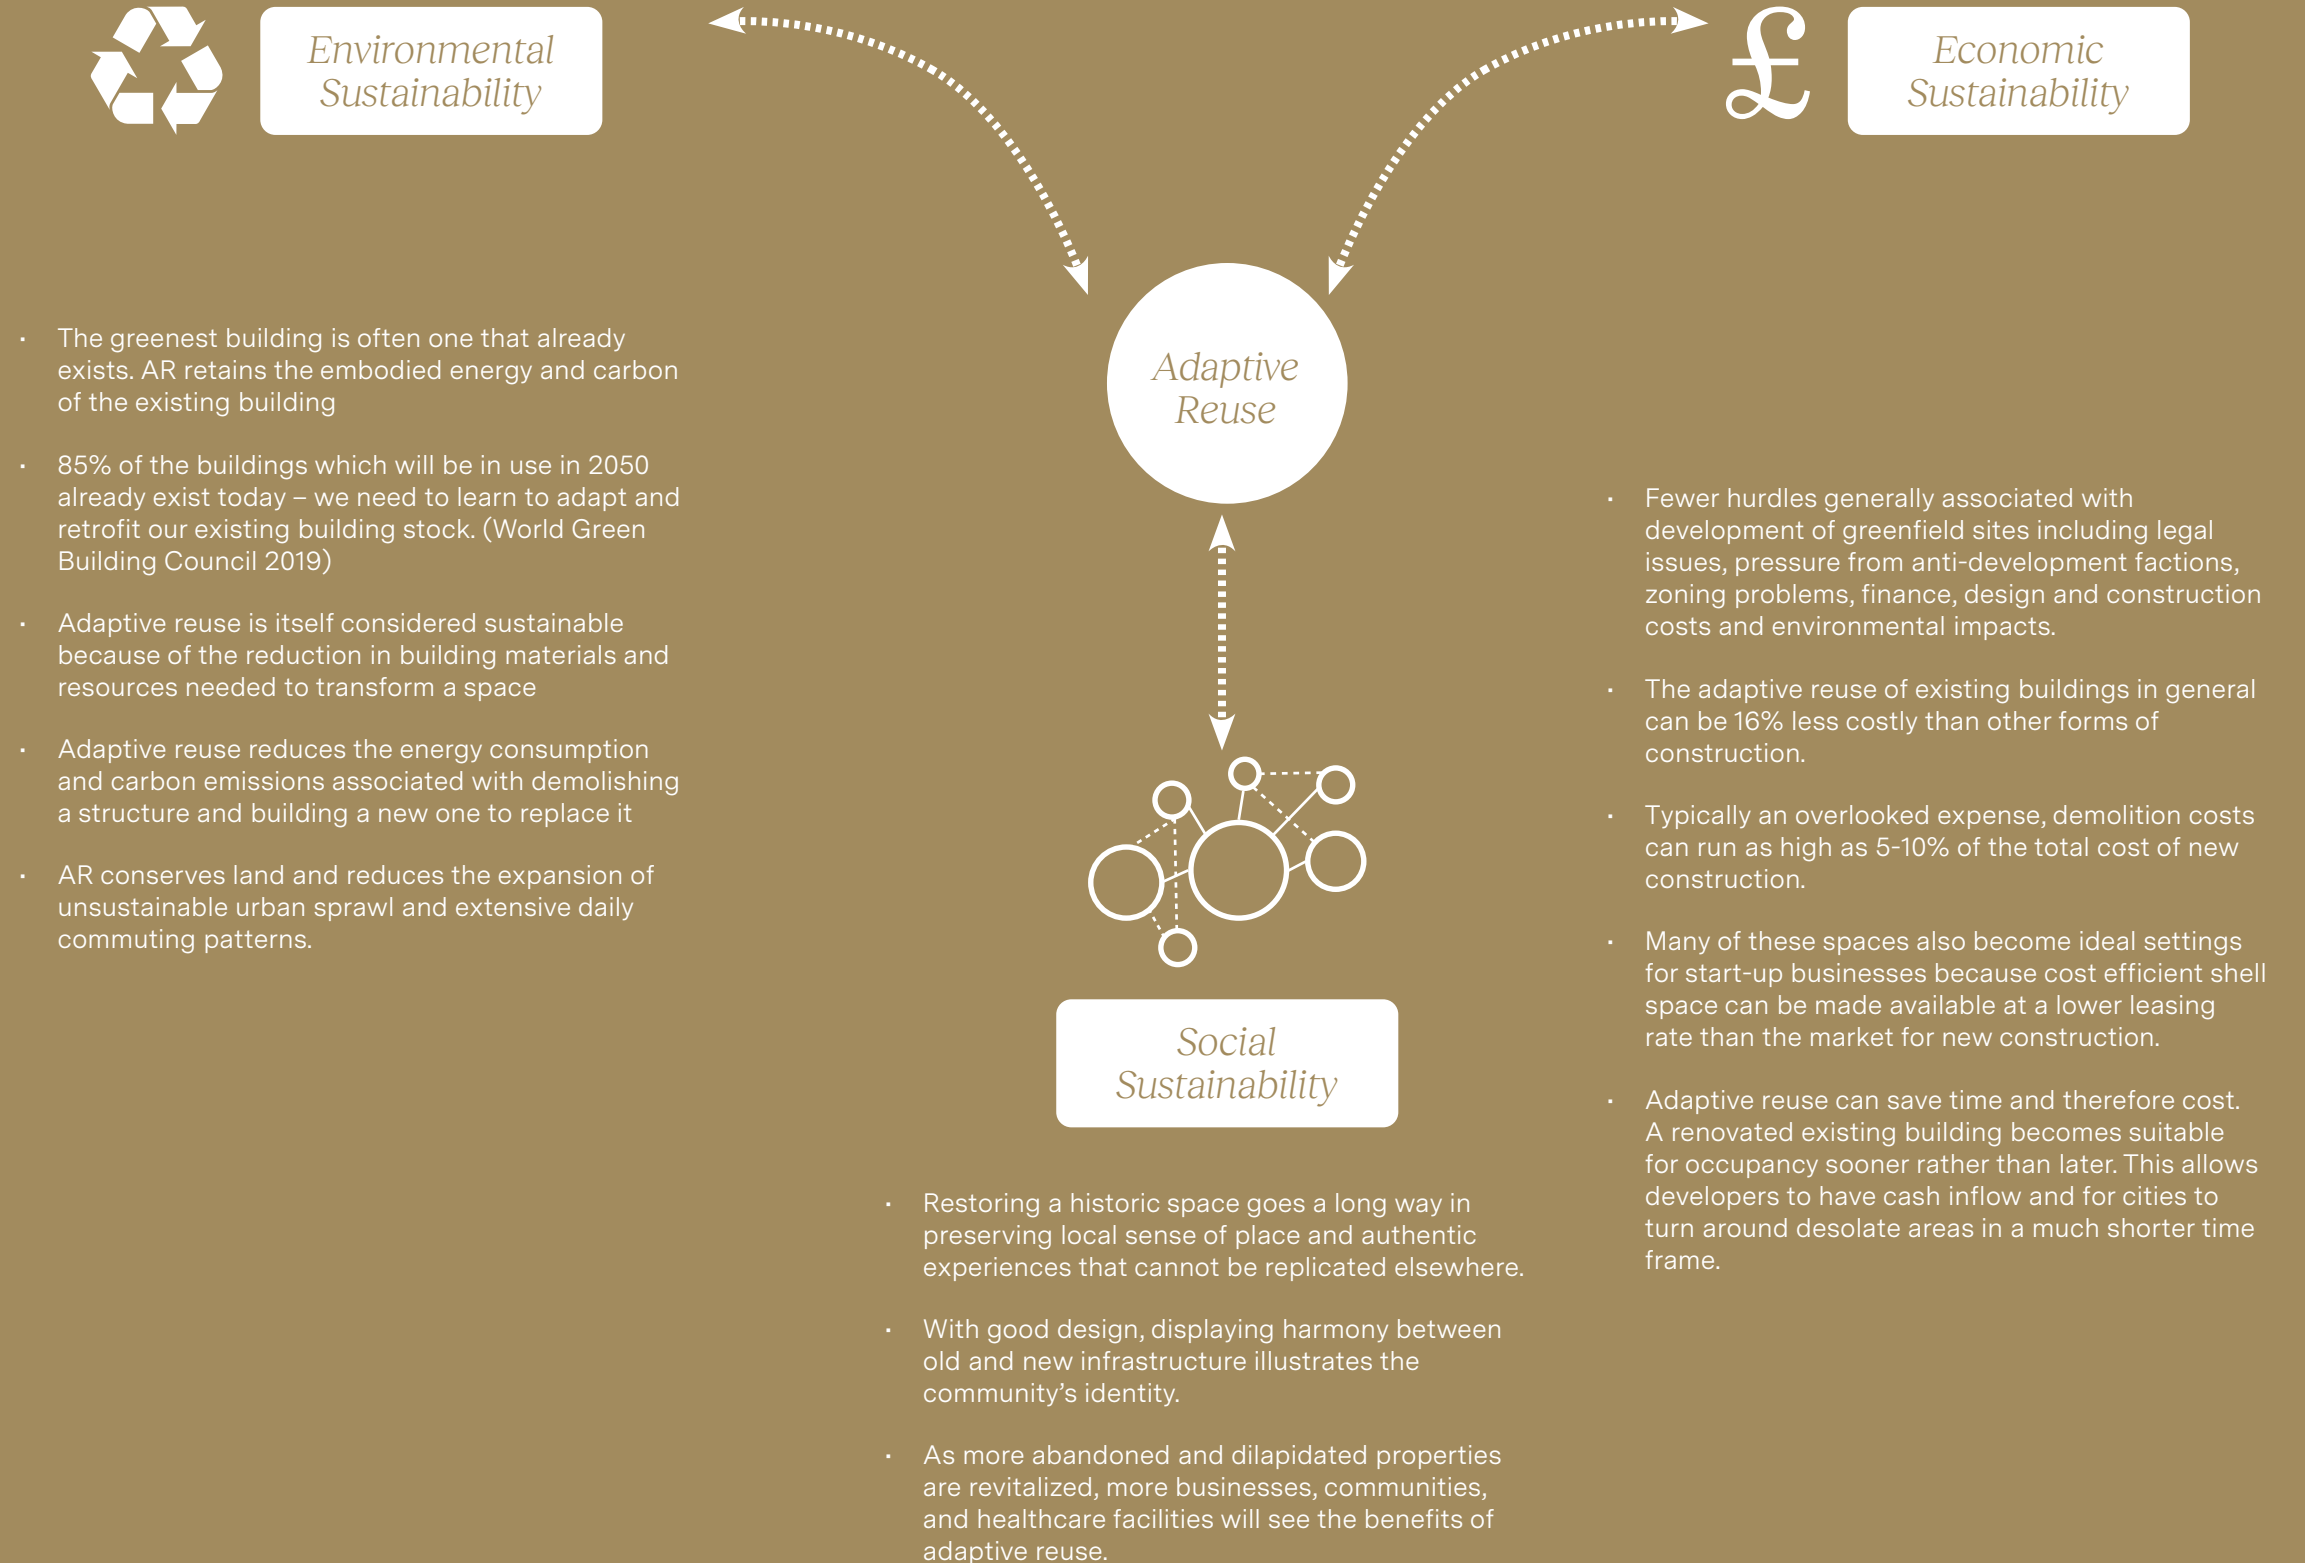 Environmental
Sustainability
The greenest building is often one that already
exists. AR retains the embodied energy and carbon
of the existing building
85% of the buildings which will be in use in 2050
already exist today – we need to learn to adapt and
retrofit our existing building stock. (World Green
Building Council 2019)
Adaptive reuse is itself considered sustainable
because of the reduction in building materials and
resources needed to transform a space
Adaptive reuse reduces the energy consumption
and carbon emissions associated with demolishing
a structure and building a new one to replace it
AR conserves land and reduces the expansion of
unsustainable urban sprawl and extensive daily
commuting patterns.
Adaptive
Reuse
Social
Sustainability
Restoring a historic space goes a long way in
preserving local sense of place and authentic
experiences that cannot be replicated elsewhere.
With good design, displaying harmony between
old and new infrastructure illustrates the
community’s identity.
As more abandoned and dilapidated properties
are revitalized, more businesses, communities,
and healthcare facilities will see the benefits of
adaptive reuse.
£
Economic
Sustainability
Fewer hurdles generally associated with
development of greenfield sites including legal
issues, pressure from anti-development factions,
zoning problems, finance, design and construction
costs and environmental impacts.
The adaptive reuse of existing buildings in general
can be 16% less costly than other forms of
construction.
Typically an overlooked expense, demolition costs
can run as high as 5-10% of the total cost of new
construction.
Many of these spaces also become ideal settings
for start-up businesses because cost efficient shell
space can be made available at a lower leasing
rate than the market for new construction.
Adaptive reuse can save time and therefore cost.
A renovated existing building becomes suitable
for occupancy sooner rather than later. This allows
developers to have cash inflow and for cities to
turn around desolate areas in a much shorter time
frame.